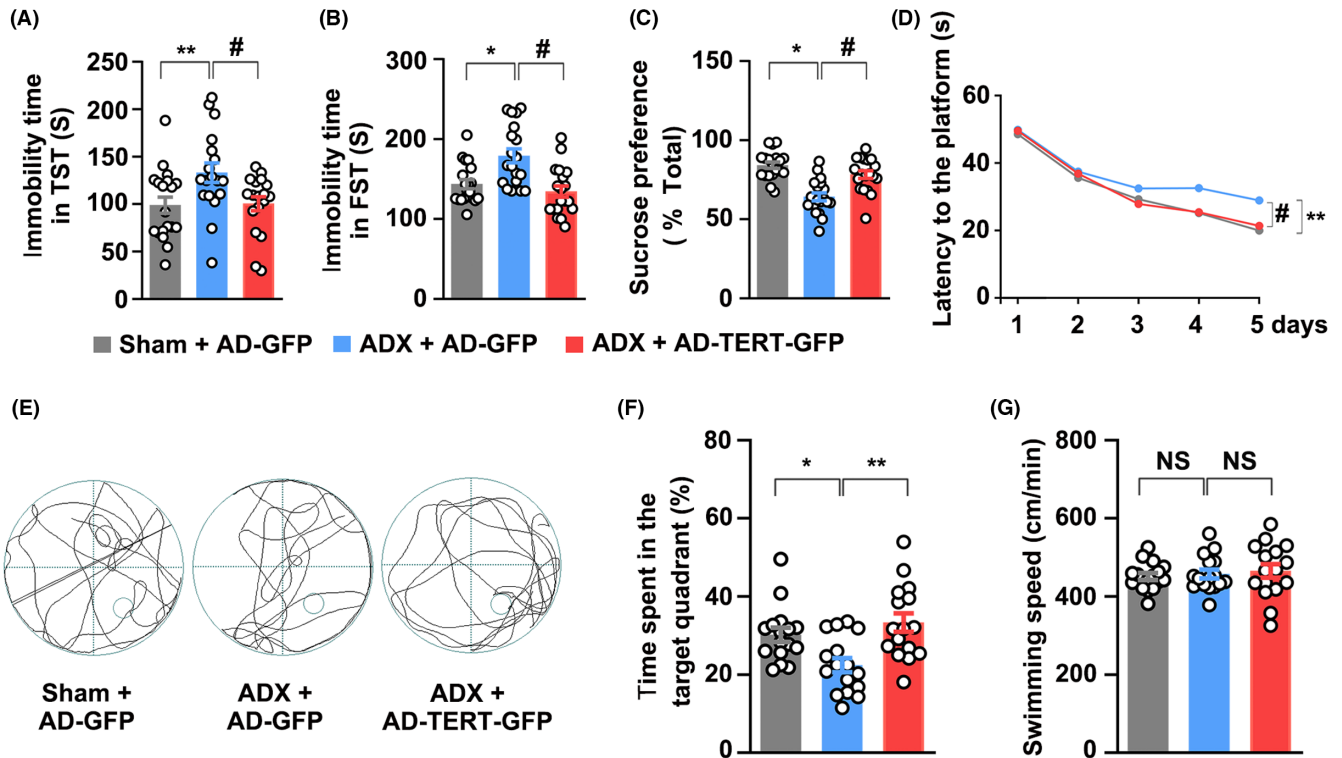 (A)
Immobility time
in TST (S)
250
200
150
100
50
0
**
#
(B)
Immobility time
in FST (S)
300
200
100
0
*
#
(C)
Sucrose preference
( % Total)
150
100
50
0
*
#
(D)
Latency to the platform (s)
60
40
20
0
1 2 3 4 5 days
#
**
Sham + AD-GFP
ADX + AD-GFP
ADX + AD-TERT-GFP
(E)
Sham +
AD-GFP
ADX +
AD-GFP
ADX +
AD-TERT-GFP
(F)
Time spent in the
target quadrant (%)
80
60
40
20
0
*
**
(G)
Swimming speed (cm/min)
800
600
400
200
0
NS
NS